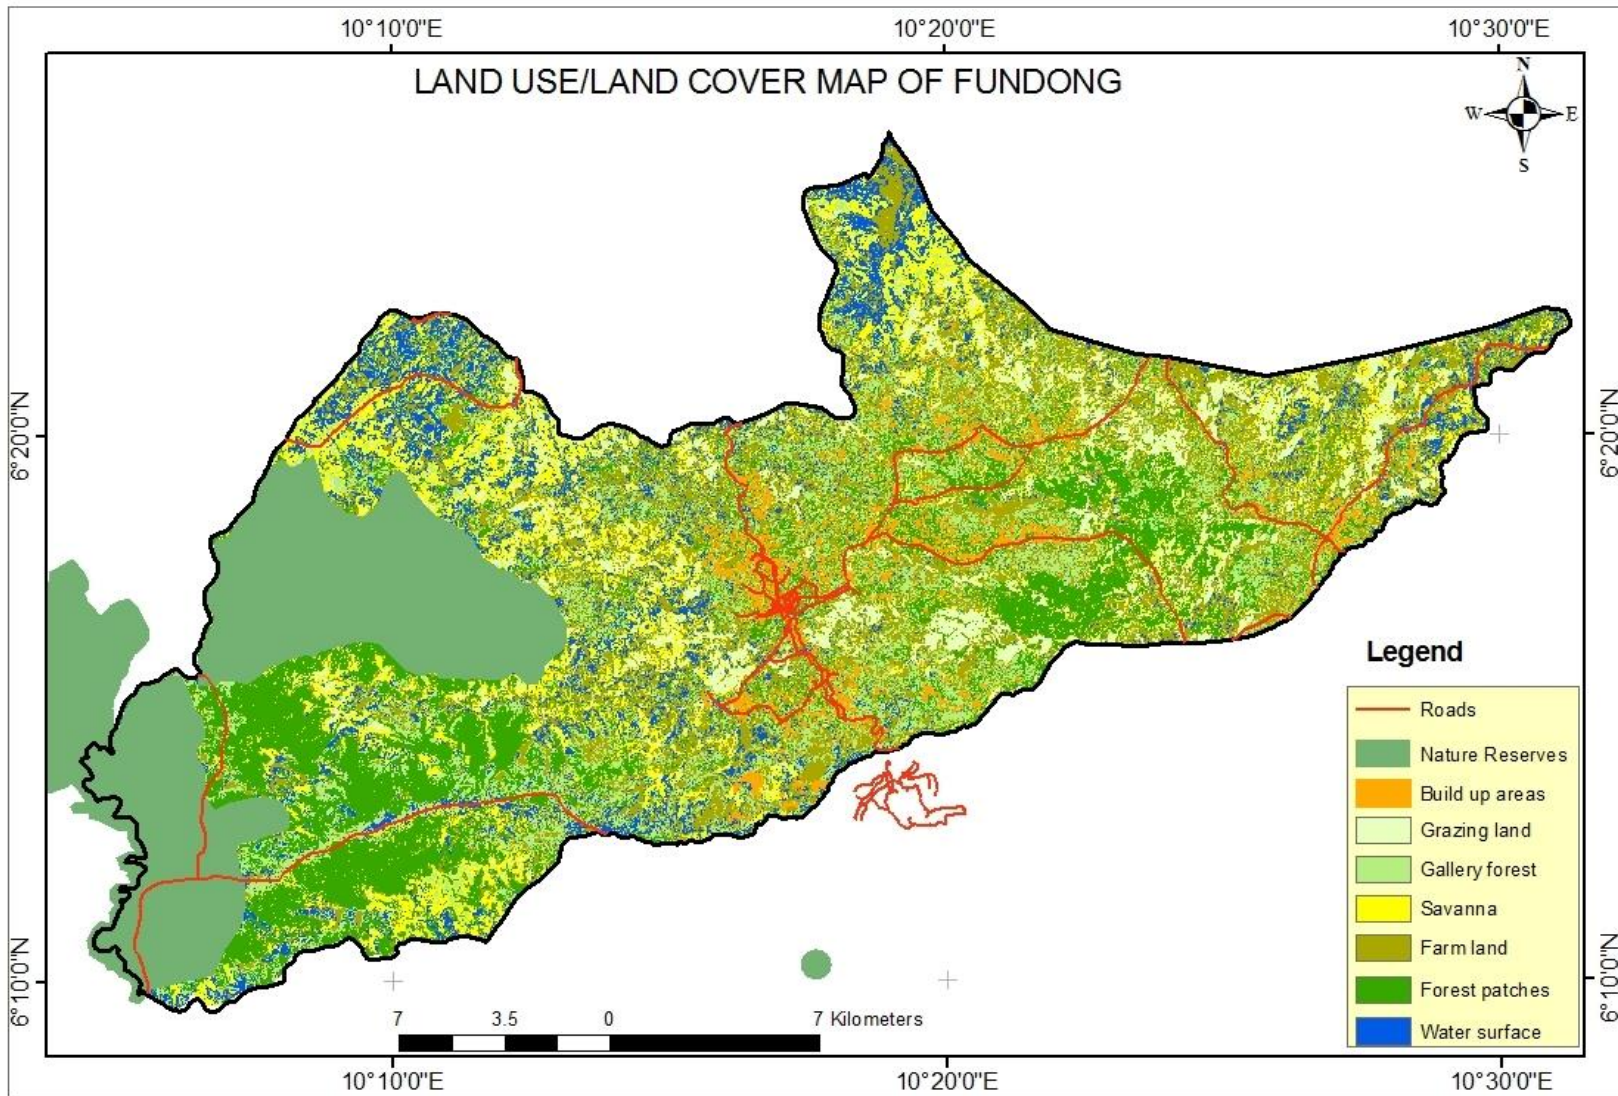 10°10'0"E 10°20'0"E 10°30'0"E
LAND USE/LAND COVER MAP OF FUNDONG
N
W E
S
6°20'0"N 6°20'0"N
Legend
Roads
Nature Reserves
Build up areas
Grazing land
Gallery forest
Savanna
Farm land
Forest patches
Water surface
6°10'0"N 6°10'0"N
7 3.5 0 7 Kilometers
10°10'0"E 10°20'0"E 10°30'0"E